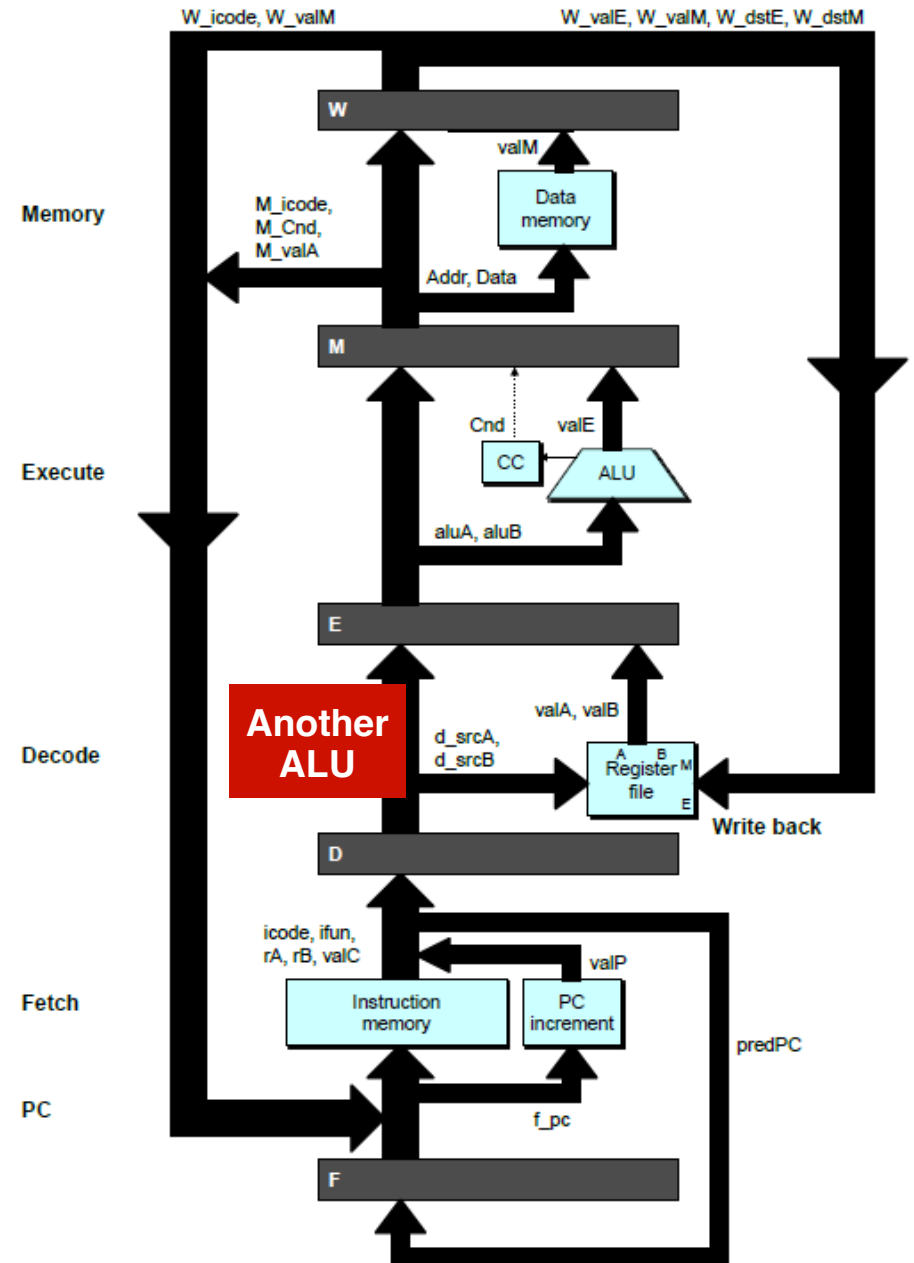 W_icode, W_valM
W_valE, W_valM, W_dstE, W_dstM
W
valM
Memory
Data
memory
M_icode,
M_Cnd,
M_valA
Addr, Data
M
Cnd
valE
Execute
CC
ALU
aluA, aluB
E
Another
ALU
valA, valB
Decode
d_srcA,
d_srcB
A B
Register M
file
E
Write back
D
icode, ifun,
rA, rB, valC
valP
Fetch
Instruction
memory
PC
increment
predPC
PC
f_pc
F